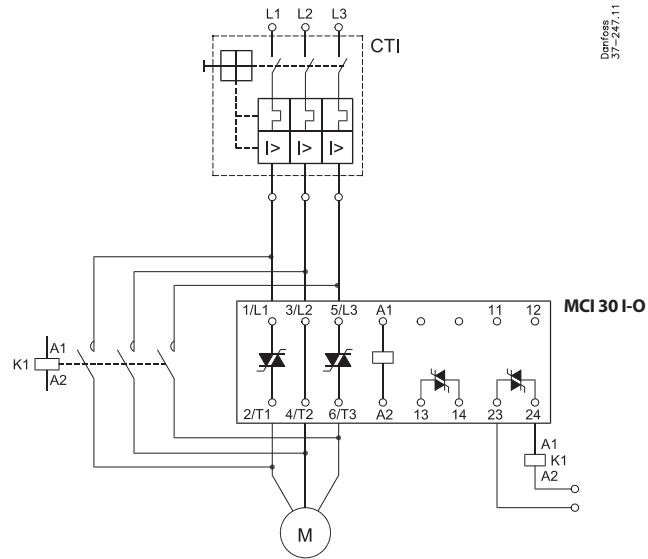 L1 L2 L3
CTI
Danfoss
37-247.11
I> I> I>
1/L1 3/L2 5/L3 A1 11 12
MCI 30 I-O
K1 A1
A2
2/T1 4/T2 6/T3 A2 13 14 23 24
A1
K1
A2
M